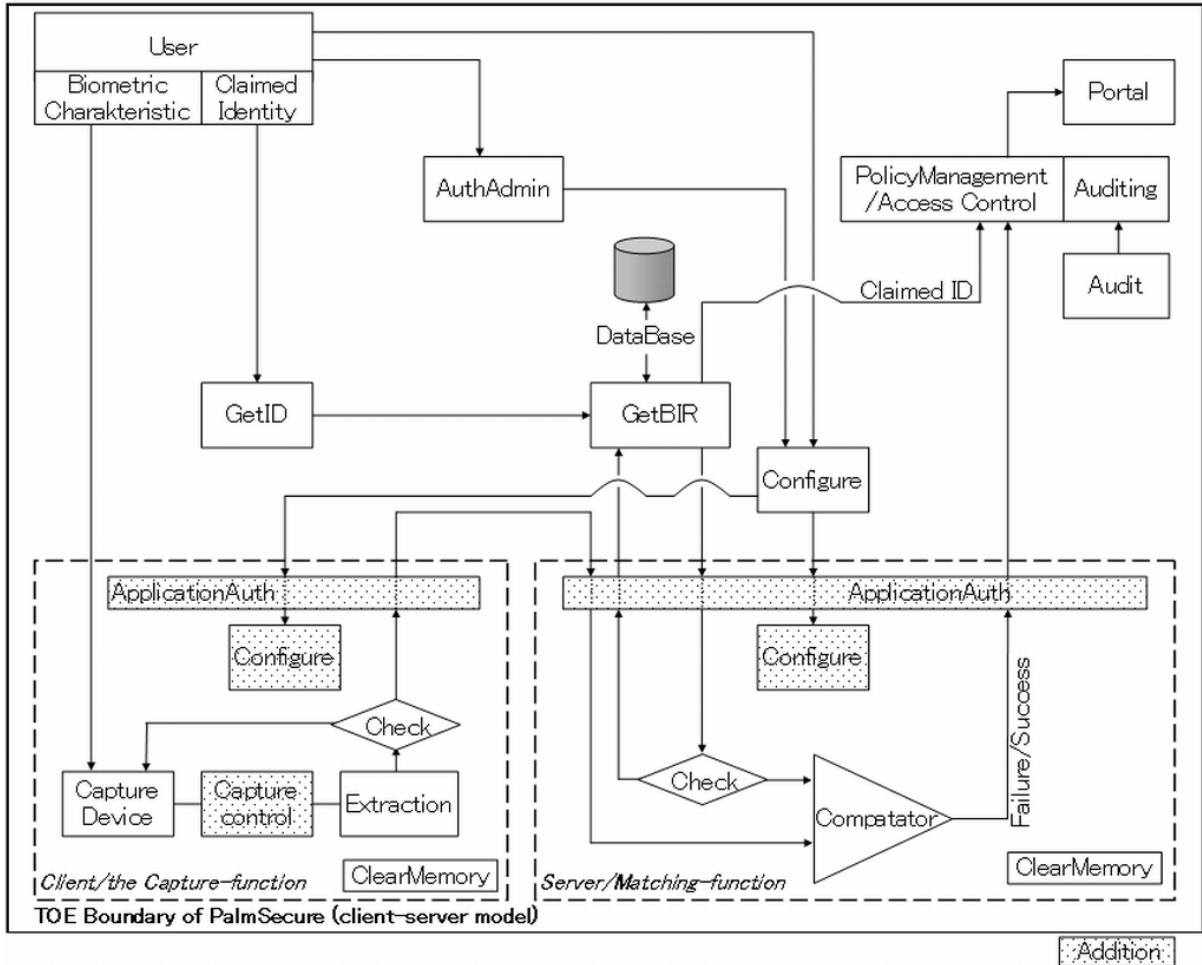 User
Biometric
Charakteristic
Claimed
Identity
Portal
AuthAdmin
PolicyManagement
/Access Control
Auditing
Audit
Claimed ID
DataBase
GetID
GetBIR
Configure
ApplicationAuth
ApplicationAuth
Configure
Configure
Check
Check
Capture
Device
Capture
control
Extraction
Compatator
Failure/Success
ClearMemory
ClearMemory
Client/the Capture-function
Server/Matching-function
TOE Boundary of PalmSecure (client-server model)
Addition